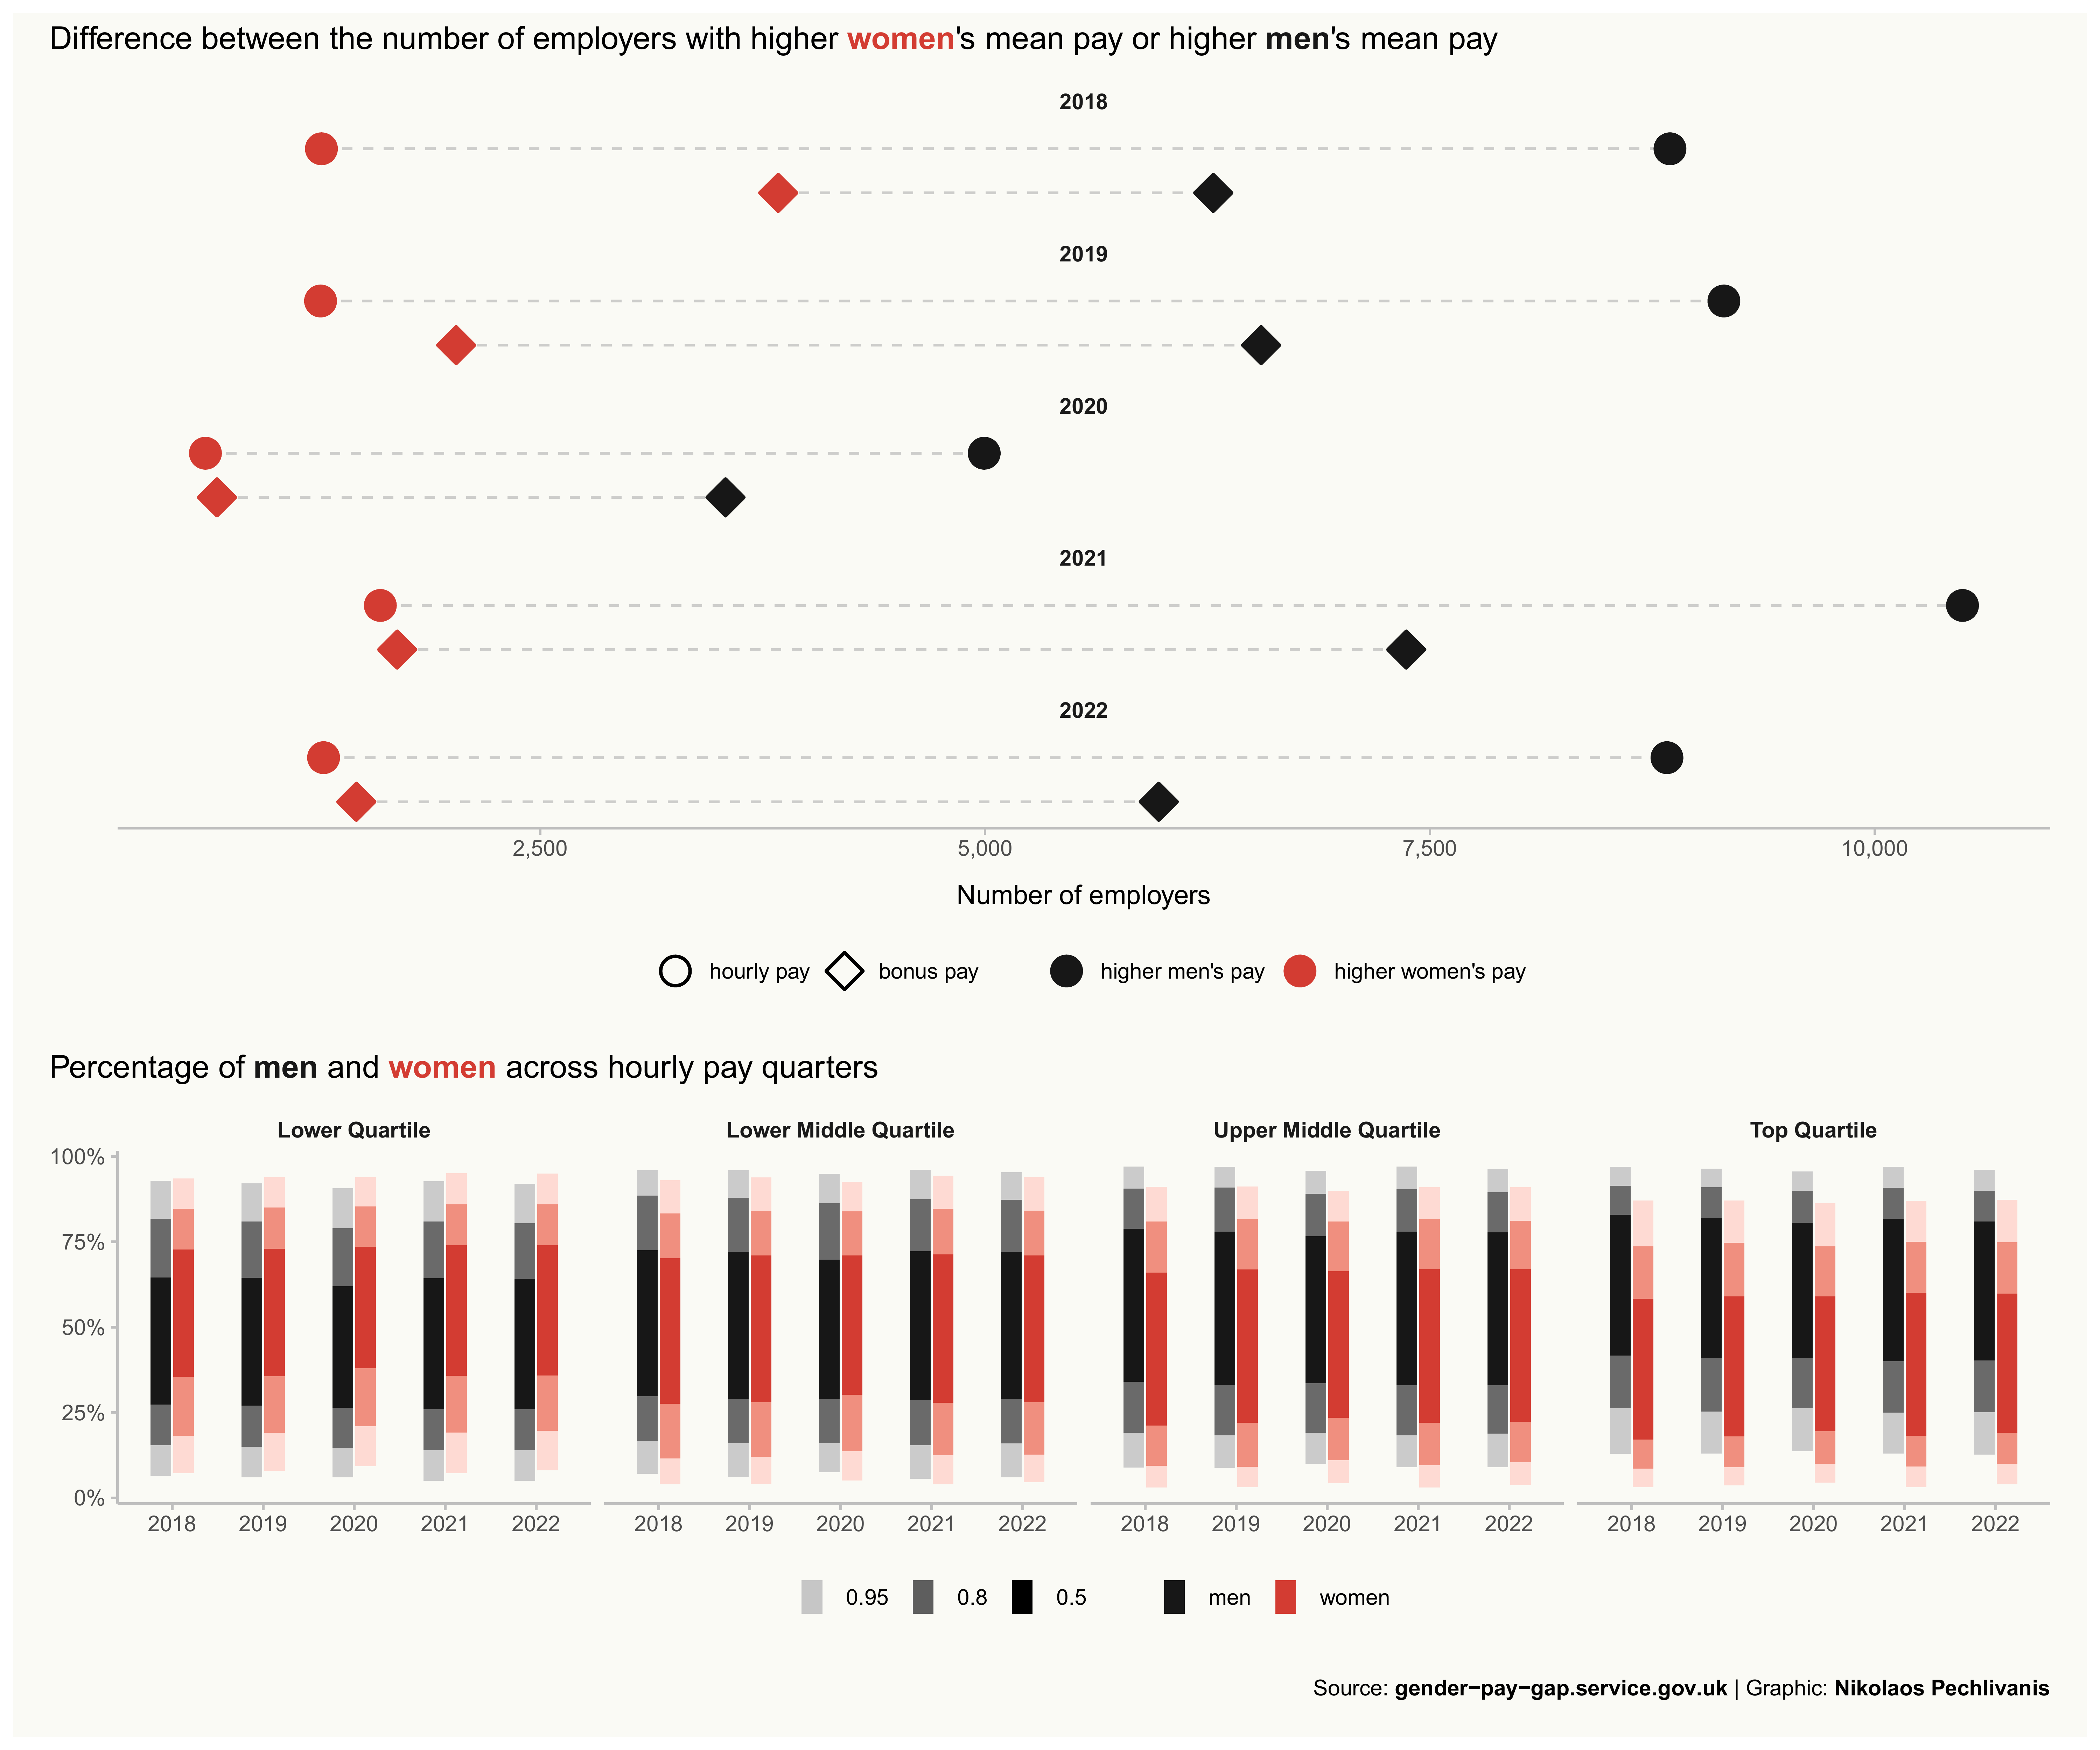 Difference between the number of employers with higher women's mean pay or higher men's mean pay
2018
2019
2020
2021
2022
2,500 5,000 7,500 10,000
Number of employers
hourly pay bonus pay higher men's pay higher women's pay
Percentage of men and women across hourly pay quarters
Lower Quartile Lower Middle Quartile Upper Middle Quartile Top Quartile
100%
75%
50%
25%
0%
2018 2019 2020 2021 2022 2018 2019 2020 2021 2022 2018 2019 2020 2021 2022 2018 2019 2020 2021 2022
0.95 0.8 0.5 men women
Source: gender−pay−gap.service.gov.uk | Graphic: Nikolaos Pechlivanis